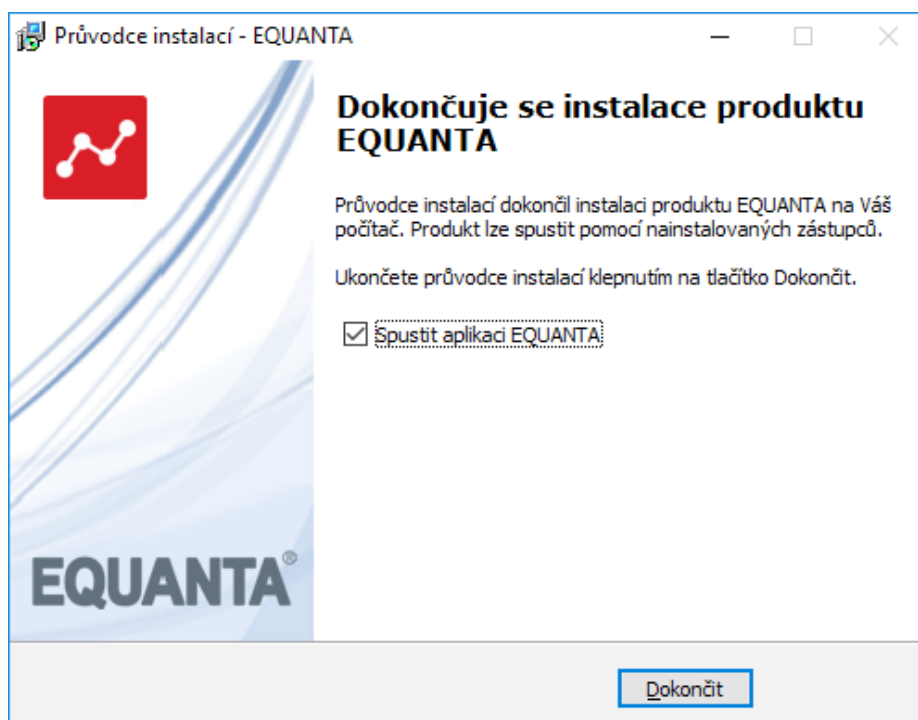 Průvodce instalací - EQUANTA
Dokončuje se instalace produktu
EQUANTA
Průvodce instalací dokončil instalaci produktu EQUANTA na Váš
počítač. Produkt lze spustit pomocí nainstalovaných zástupců.
Ukončete průvodce instalací klepnutím na tlačítko Dokončit.
Spustit aplikaci EQUANTA
EQUANTA®
Dokončit